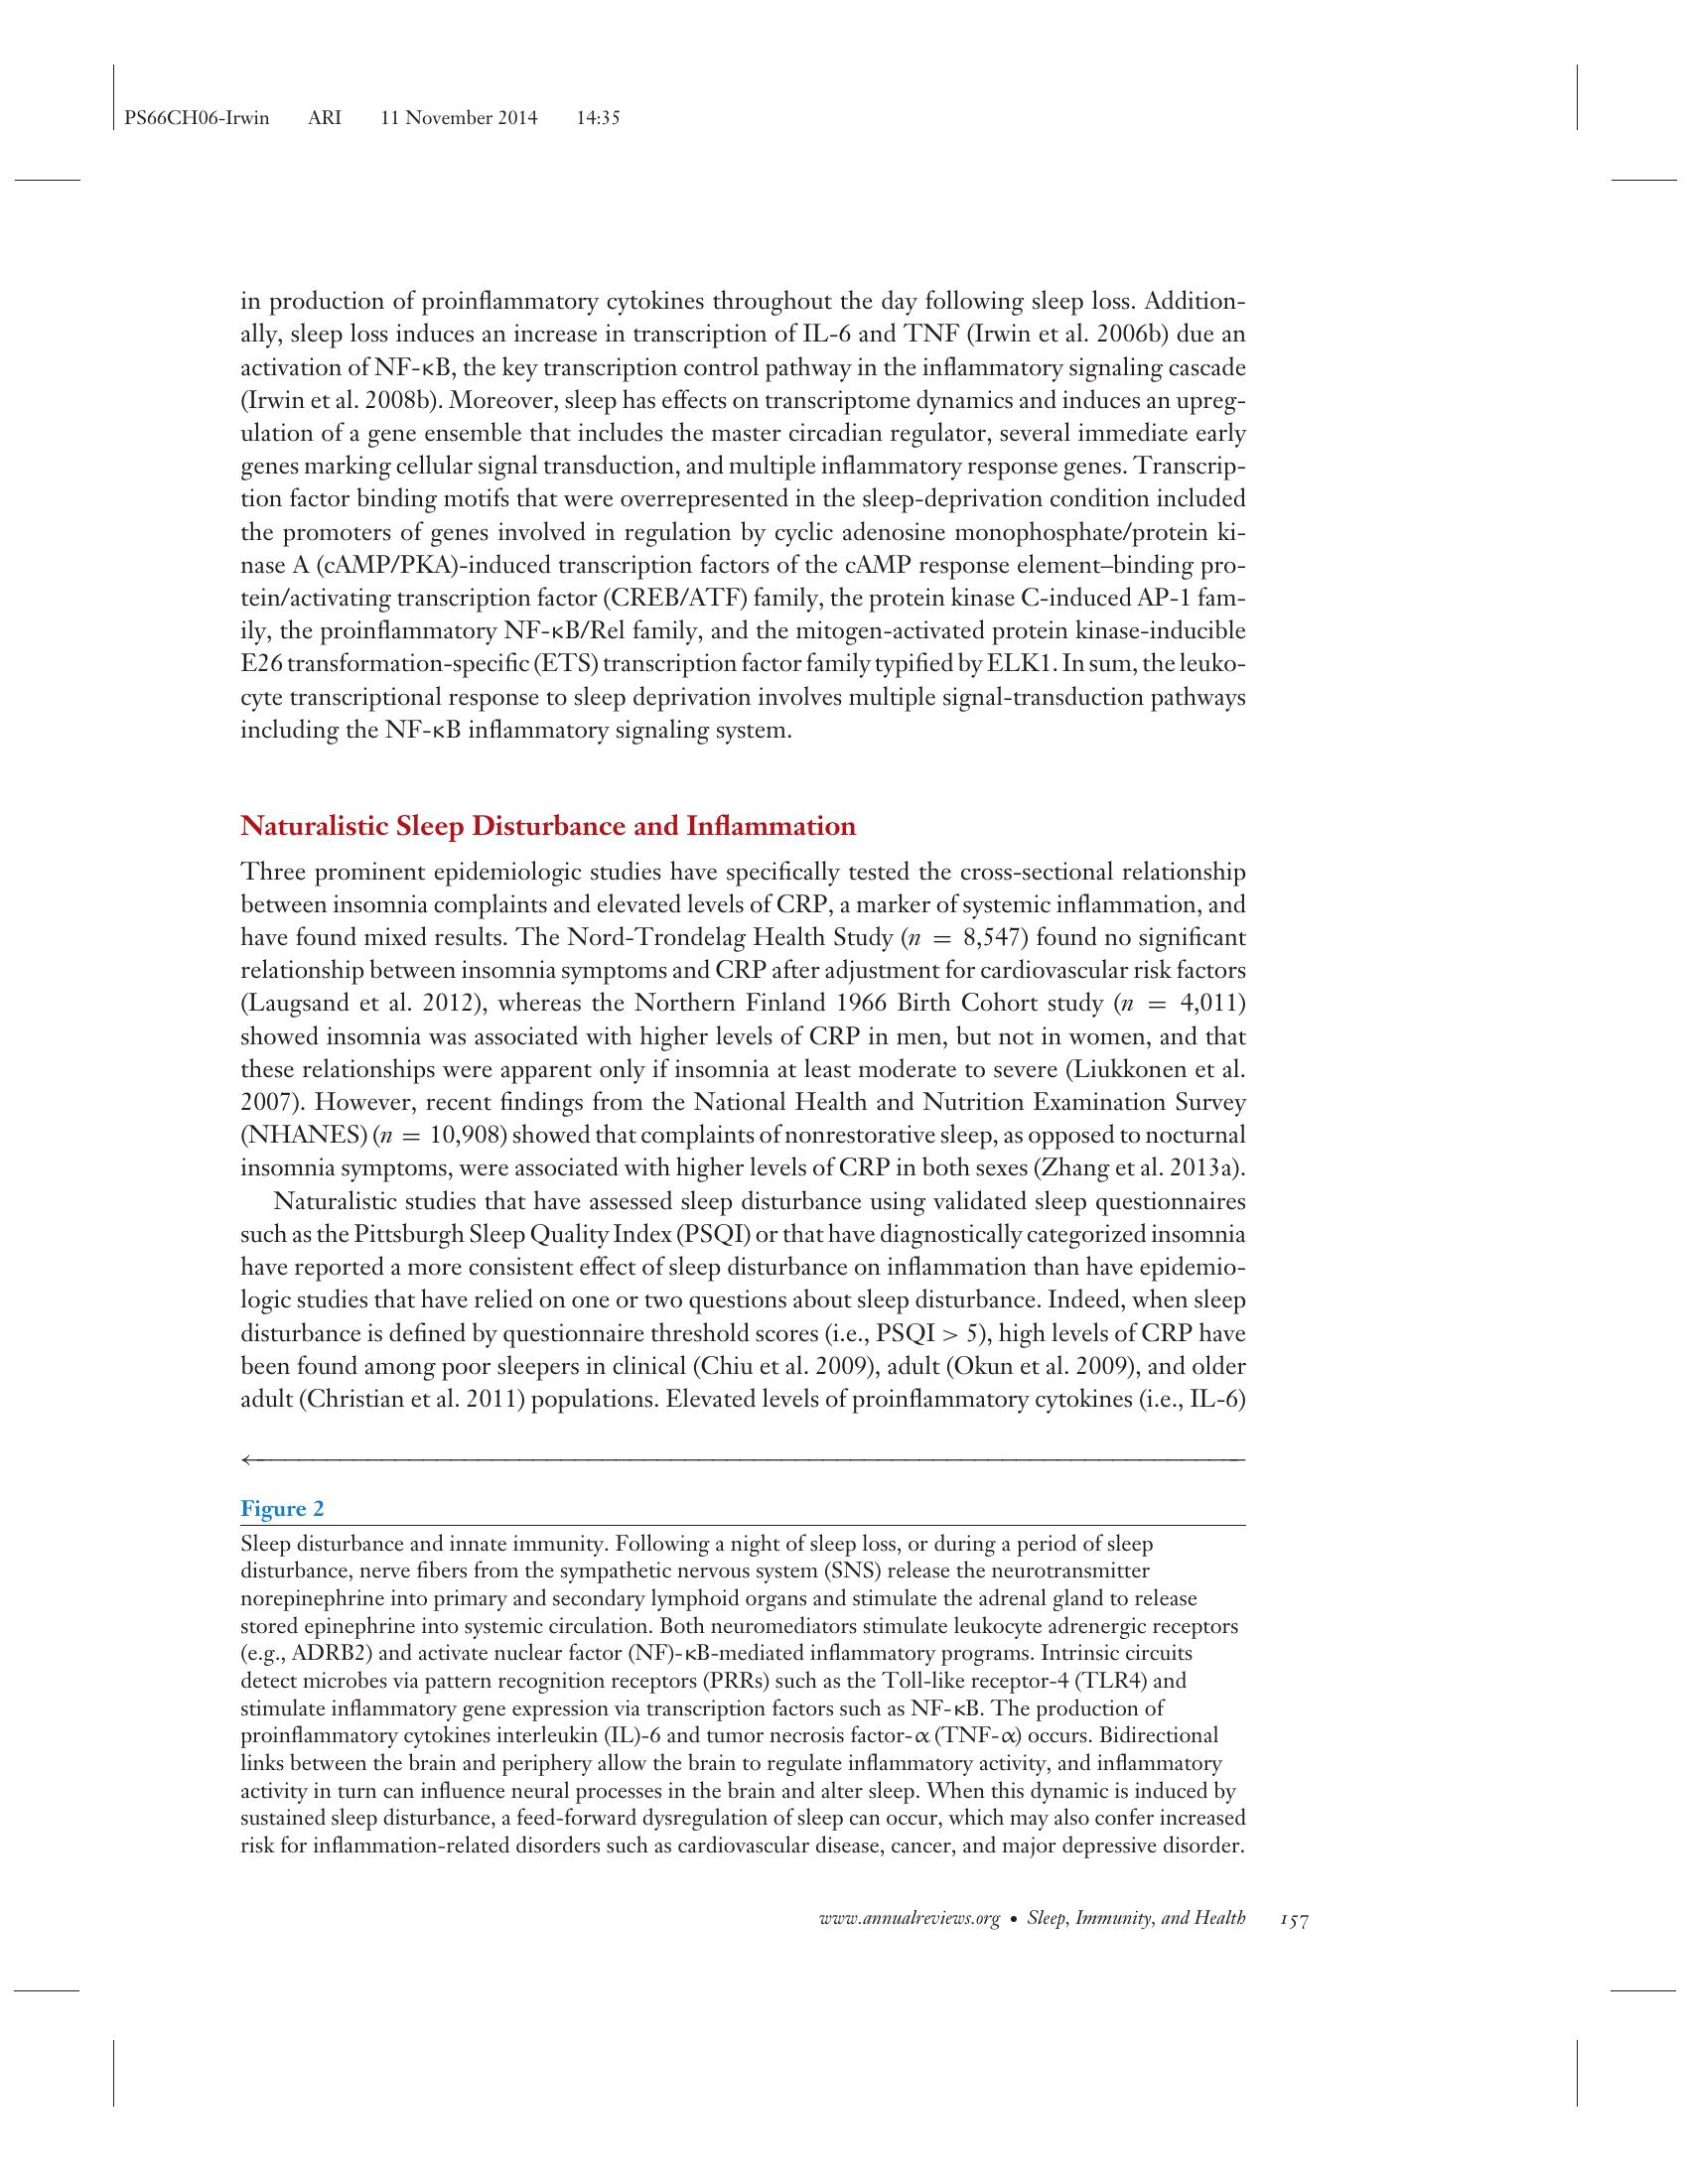 PS66CH06-Irwin ARI 11 November 2014 14:35
in production of proinflammatory cytokines throughout the day following sleep loss. Addition-
ally, sleep loss induces an increase in transcription of IL-6 and TNF (Irwin et al. 2006b) due an
activation of NF-κB, the key transcription control pathway in the inflammatory signaling cascade
(Irwin et al. 2008b). Moreover, sleep has effects on transcriptome dynamics and induces an upreg-
ulation of a gene ensemble that includes the master circadian regulator, several immediate early
genes marking cellular signal transduction, and multiple inflammatory response genes. Transcrip-
tion factor binding motifs that were overrepresented in the sleep-deprivation condition included
the promoters of genes involved in regulation by cyclic adenosine monophosphate/protein ki-
nase A (cAMP/PKA)-induced transcription factors of the cAMP response element–binding pro-
tein/activating transcription factor (CREB/ATF) family, the protein kinase C-induced AP-1 fam-
ily, the proinflammatory NF-κB/Rel family, and the mitogen-activated protein kinase-inducible
E26 transformation-specific (ETS) transcription factor family typified by ELK1. In sum, the leuko-
cyte transcriptional response to sleep deprivation involves multiple signal-transduction pathways
including the NF-κB inflammatory signaling system.
Naturalistic Sleep Disturbance and Inflammation
Three prominent epidemiologic studies have specifically tested the cross-sectional relationship
between insomnia complaints and elevated levels of CRP, a marker of systemic inflammation, and
have found mixed results. The Nord-Trondelag Health Study (n = 8,547) found no significant
relationship between insomnia symptoms and CRP after adjustment for cardiovascular risk factors
(Laugsand et al. 2012), whereas the Northern Finland 1966 Birth Cohort study (n = 4,011)
showed insomnia was associated with higher levels of CRP in men, but not in women, and that
these relationships were apparent only if insomnia at least moderate to severe (Liukkonen et al.
2007). However, recent findings from the National Health and Nutrition Examination Survey
(NHANES) (n = 10,908) showed that complaints of nonrestorative sleep, as opposed to nocturnal
insomnia symptoms, were associated with higher levels of CRP in both sexes (Zhang et al. 2013a).
Naturalistic studies that have assessed sleep disturbance using validated sleep questionnaires
such as the Pittsburgh Sleep Quality Index (PSQI) or that have diagnostically categorized insomnia
have reported a more consistent effect of sleep disturbance on inflammation than have epidemio-
logic studies that have relied on one or two questions about sleep disturbance. Indeed, when sleep
disturbance is defined by questionnaire threshold scores (i.e., PSQI > 5), high levels of CRP have
been found among poor sleepers in clinical (Chiu et al. 2009), adult (Okun et al. 2009), and older
adult (Christian et al. 2011) populations. Elevated levels of proinflammatory cytokines (i.e., IL-6)
Figure 2
Sleep disturbance and innate immunity. Following a night of sleep loss, or during a period of sleep
disturbance, nerve fibers from the sympathetic nervous system (SNS) release the neurotransmitter
norepinephrine into primary and secondary lymphoid organs and stimulate the adrenal gland to release
stored epinephrine into systemic circulation. Both neuromediators stimulate leukocyte adrenergic receptors
(e.g., ADRB2) and activate nuclear factor (NF)-κB-mediated inflammatory programs. Intrinsic circuits
detect microbes via pattern recognition receptors (PRRs) such as the Toll-like receptor-4 (TLR4) and
stimulate inflammatory gene expression via transcription factors such as NF-κB. The production of
proinflammatory cytokines interleukin (IL)-6 and tumor necrosis factor-α (TNF-α) occurs. Bidirectional
links between the brain and periphery allow the brain to regulate inflammatory activity, and inflammatory
activity in turn can influence neural processes in the brain and alter sleep. When this dynamic is induced by
sustained sleep disturbance, a feed-forward dysregulation of sleep can occur, which may also confer increased
risk for inflammation-related disorders such as cardiovascular disease, cancer, and major depressive disorder.
www.annualreviews.org • Sleep, Immunity, and Health 157